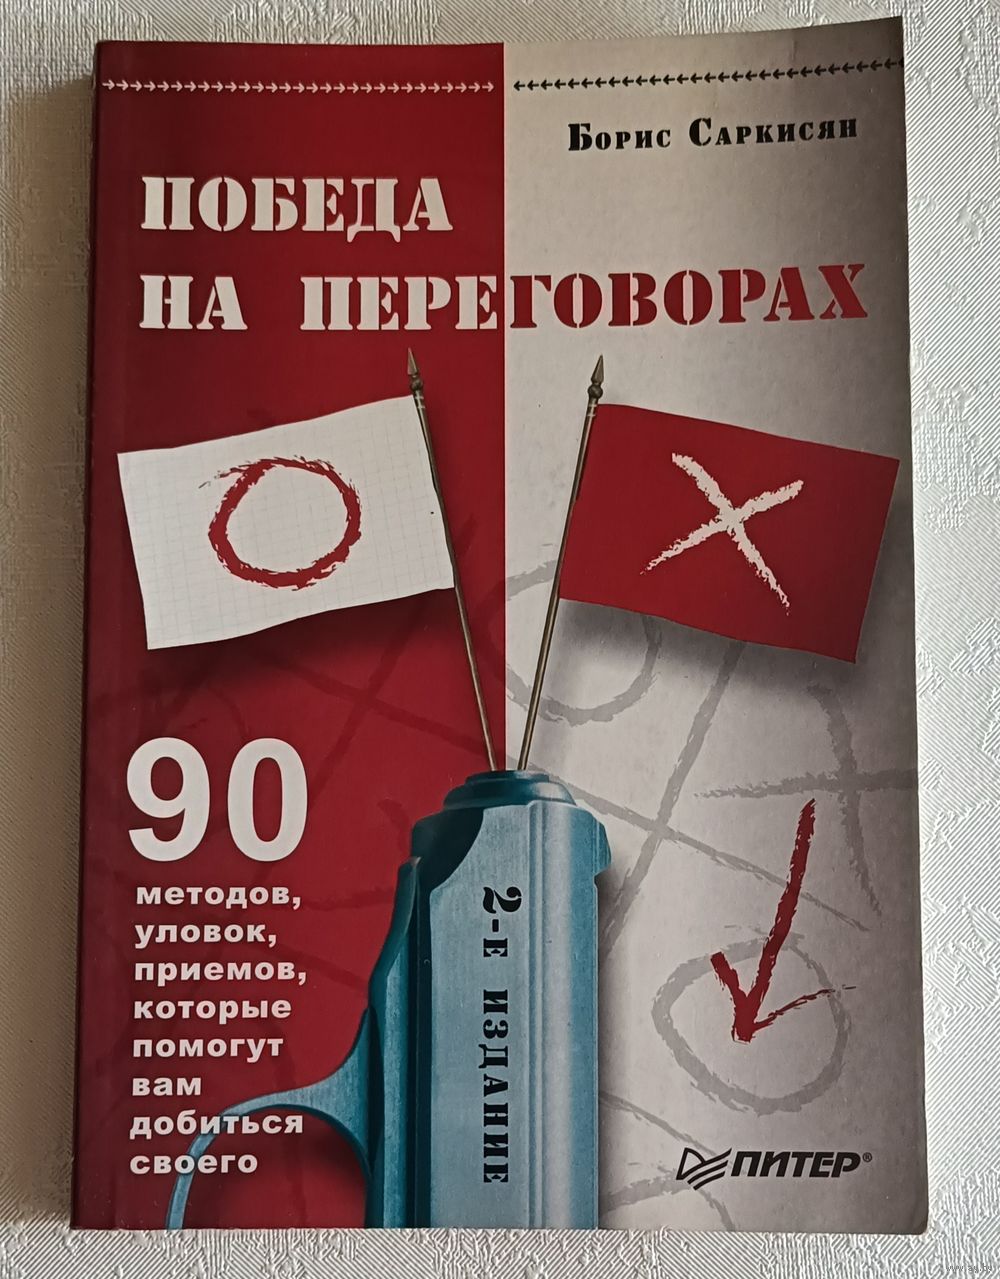 Борис Саркисян
ПОБЕДА
НА ПЕРЕГОВОРАХ
90
методов,
уловок,
приемов,
которые
помогут
вам
добиться
своего
2-е издание
ПИТЕР®